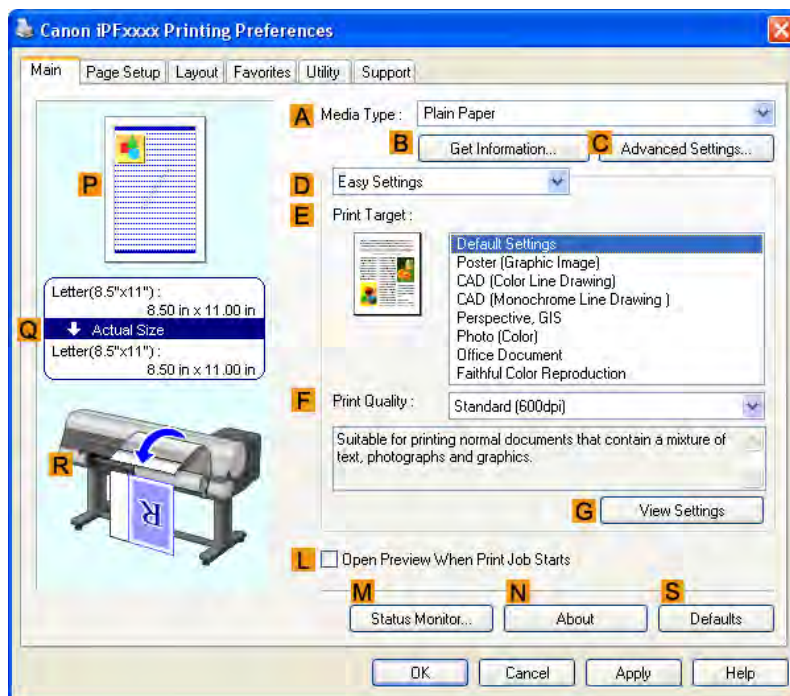 Canon iPFxxxx Printing Preferences
Main Page Setup Layout Favorites Utility Support
P
Letter(8.5"x11") :
8.50 in x 11.00 in
Q
Actual Size
Letter(8.5"x11") :
8.50 in x 11.00 in
R
R
A Media Type : Plain Paper
B Get Information... C Advanced Settings...
D Easy Settings
E Print Target :
Default Settings
Poster (Graphic Image)
CAD (Color Line Drawing)
CAD (Monochrome Line Drawing )
Perspective, GIS
Photo (Color)
Office Document
Faithful Color Reproduction
F Print Quality : Standard (600dpi)
Suitable for printing normal documents that contain a mixture of
text, photographs and graphics.
G View Settings
L Open Preview When Print Job Starts
M N S
Status Monitor... About Defaults
OK Cancel Apply Help